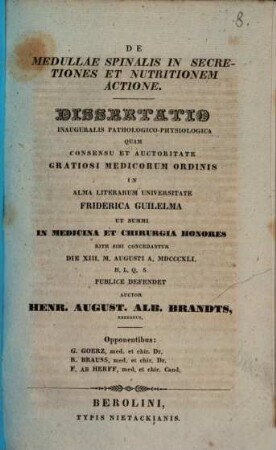 8.
DE
MEDULLAE SPINALIS IN SECRE-
TIONES ET NUTRITIONEM
ACTIONE.
DISSERTATIO
INAUGURALIS PATHOLOGICO-PHYSIOLOGICA
QUAM
CONSENSU ET AUCTORITATE
GRATIOSI MEDICORUM ORDINIS
IN
ALMA LITERARUM UNIVERSITATE
FRIDERICA GUILELMA
UT SUMMI
IN MEDICINA ET CHIRURGIA HONORES
RITE SIBI CONCEDANTUR
DIE XIII. M. AUGUSTI A. MDCCCXLI.
H. L. Q. S.
PUBLICE DEFENDET
AUCTOR
HENR. AUGUST. ALB. BRANDTS,
Opponentibus:
G. GOERZ, med. et chir. Dr.
R. BRAUSS, med. et chir. Dr.
F. AB HERFF, med. et chir. Cand.
BEROLINI,
TYPIS NIETACKIANIS.